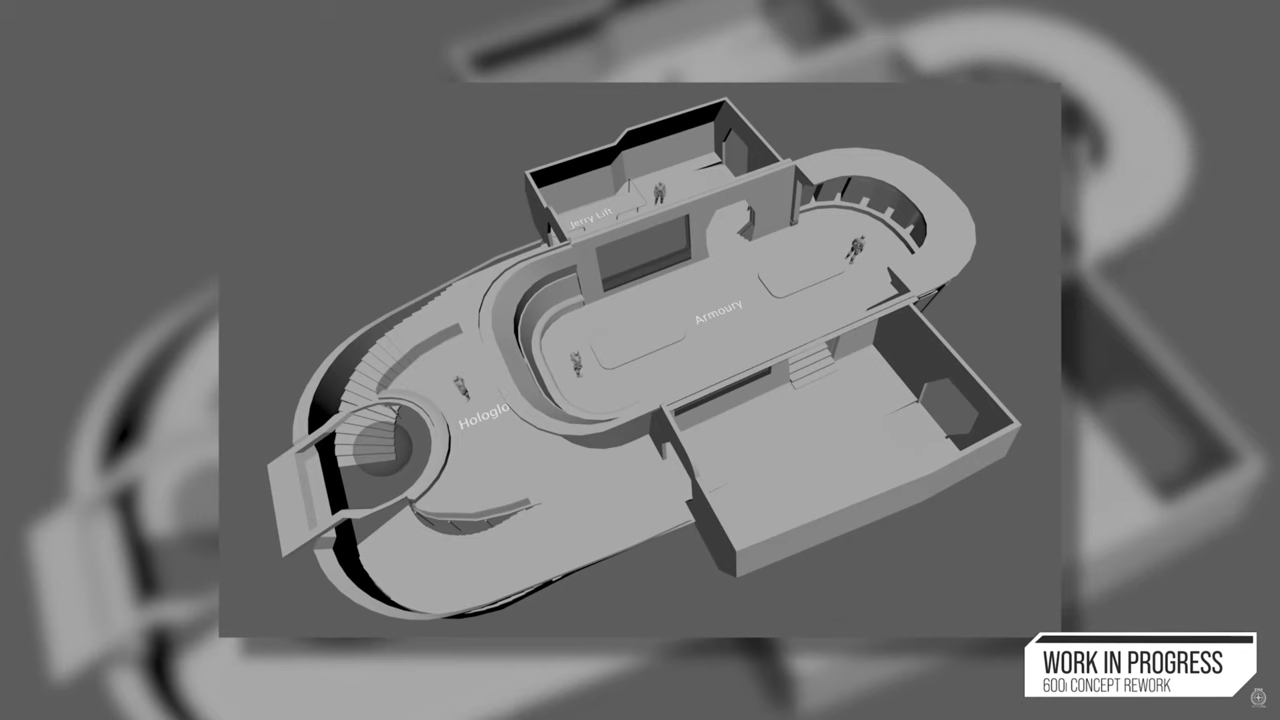 Jerry Lift
Armoury
Hologlo
WORK IN PROGRESS
600i CONCEPT REWORK